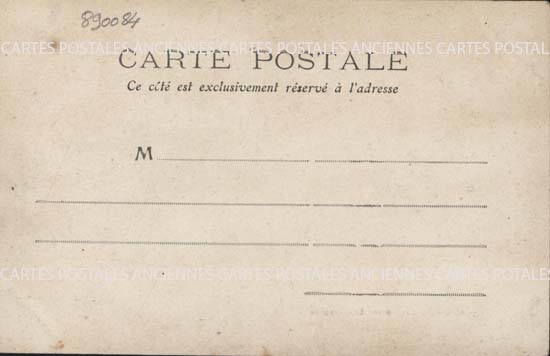 890084
CARTES POSTALES ANCIENNES CARTES POSTALES ANCIENNES CARTES POSTALES
CARTE POSTALE
Ce côté est exclusivement réservé à l'adresse
M
CARTES POSTALES ANCIENNES CARTES POSTALES ANCIENNES CARTES POTALES